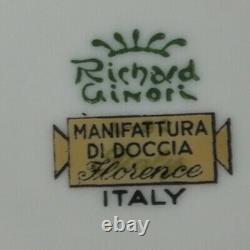 Richard
Ginori
MANIFATTURA
DI DOCCIA
Florence
ITALY